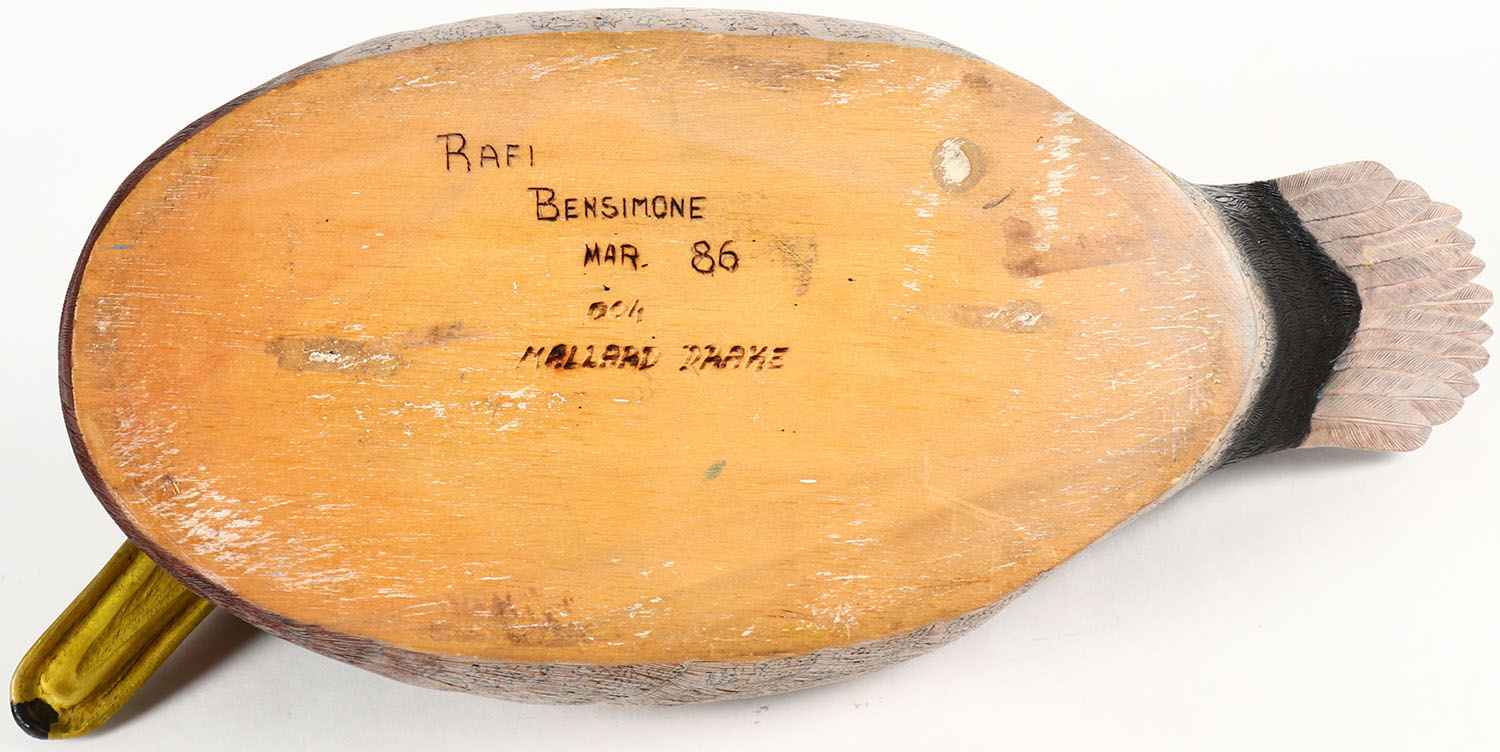 RAFI
BENSIMONE
MAR. 86
004
MALLARD DRAKE